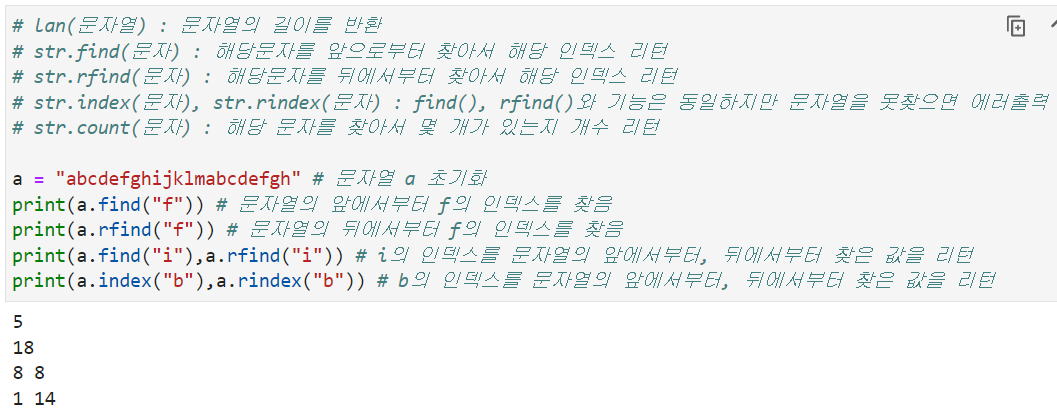 # lan(문자열) : 문자열의 길이를 반환
# str.find(문자) : 해당문자를 앞으로부터 찾아서 해당 인덱스 리턴
# str.rfind(문자) : 해당문자를 뒤에서부터 찾아서 해당 인덱스 리턴
# str.index(문자), str.rindex(문자) : find(), rfind()와 기능은 동일하지만 문자열을 못찾으면 에러출력
# str.count(문자) : 해당 문자를 찾아서 몇 개가 있는지 개수 리턴
a = "abcdefghijklmabcdefgh" # 문자열 a 초기화
print(a.find("f")) # 문자열의 앞에서부터 f의 인덱스를 찾음
print(a.rfind("f")) # 문자열의 뒤에서부터 f의 인덱스를 찾음
print(a.find("i"),a.rfind("i")) # i의 인덱스를 문자열의 앞에서부터, 뒤에서부터 찾은 값을 리턴
print(a.index("b"),a.rindex("b")) # b의 인덱스를 문자열의 앞에서부터, 뒤에서부터 찾은 값을 리턴
5
18
8 8
1 14